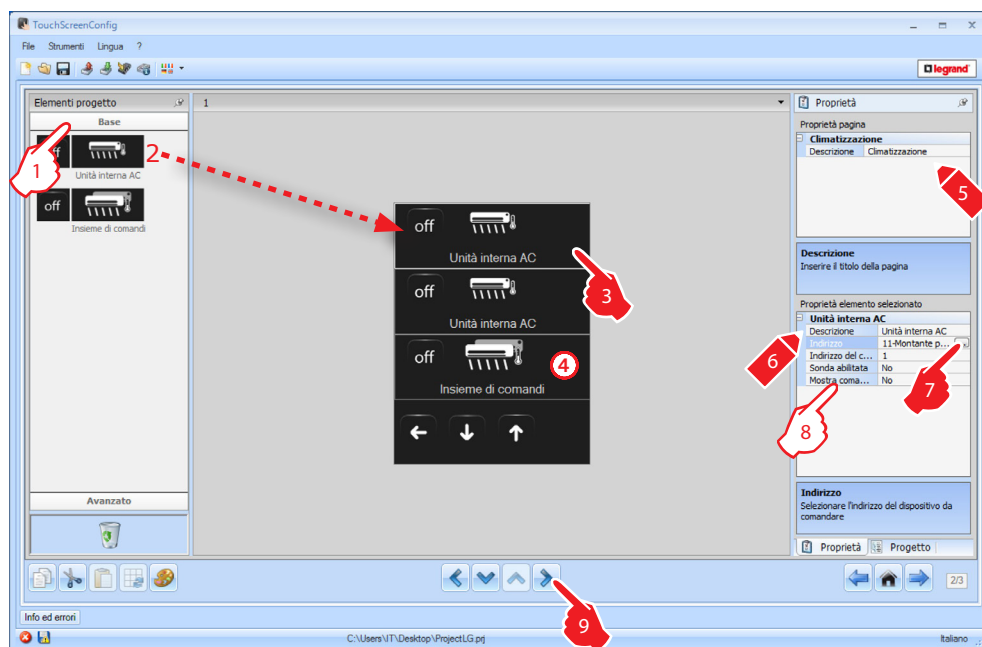 TouchScreenConfig
File Strumenti Lingua ?
legrand
Elementi progetto
Base
off
Unità interna AC
off
Insieme di comandi
Avanzato
1
2
1
off
Unità interna AC
3
off
Unità interna AC
off
4
Insieme di comandi
Proprietà
Proprietà pagina
Climatizzazione
Descrizione Climatizzazione
5
Descrizione
Inserire il titolo della pagina
Proprietà elemento selezionato
Unità interna AC
Descrizione Unità interna AC
Indirizzo 11-Montante p... ...
Indirizzo del c... 1
Sonda abilitata No
Mostra coma... No
6
7
8
Indirizzo
Selezionare l'indirizzo del dispositivo da
comandare
Proprietà Progetto
9
2/3
Info ed errori
C:\Users\IT\Desktop\ProjectLG.prj
Italiano